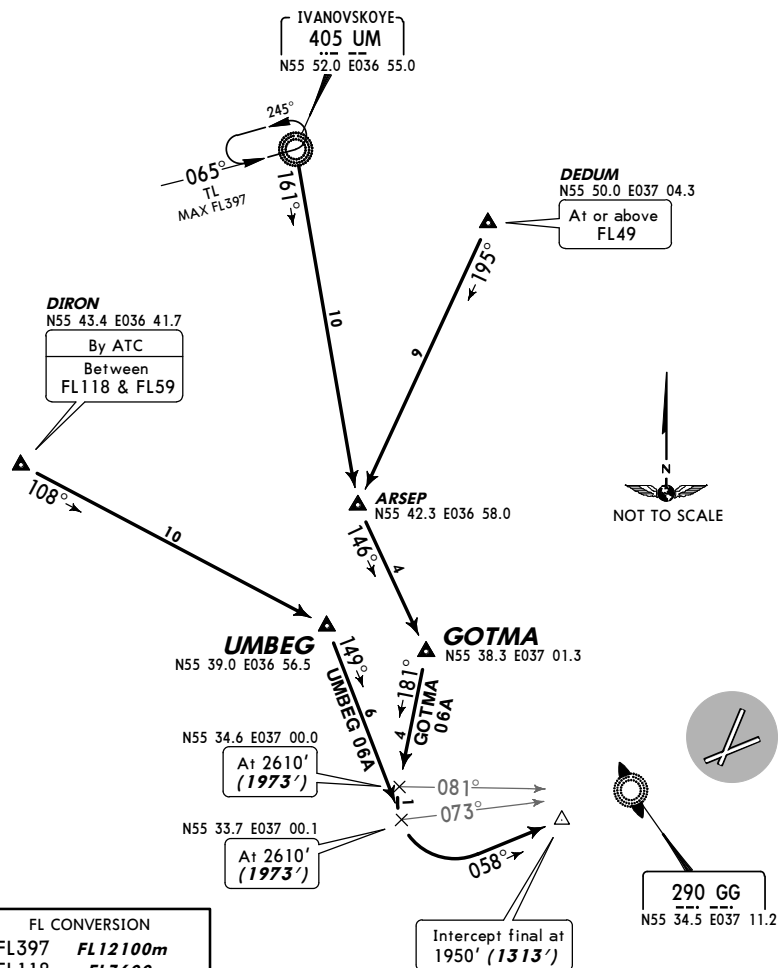 IVANOVSKOYE
405 UM
N55 52.0 E036 55.0
245°
065°
TL
MAX FL397
161°
DEDUM
N55 50.0 E037 04.3
At or above
FL49
195°
10
9
DIRON
N55 43.4 E036 41.7
By ATC
Between
FL118 & FL59
108°
10
ARSEP
N55 42.3 E036 58.0
N
NOT TO SCALE
146°
4
UMBEG
N55 39.0 E036 56.5
GOTMA
N55 38.3 E037 01.3
149°
6
UMBEG 06A
181°
4
GOTMA
06A
N55 34.6 E037 00.0
At 2610'
(1973')
081°
1
073°
N55 33.7 E037 00.1
At 2610'
(1973')
058°
290 GG
N55 34.5 E037 11.2
Intercept final at
1950' (1313')
FL CONVERSION
FL397 FL12100m